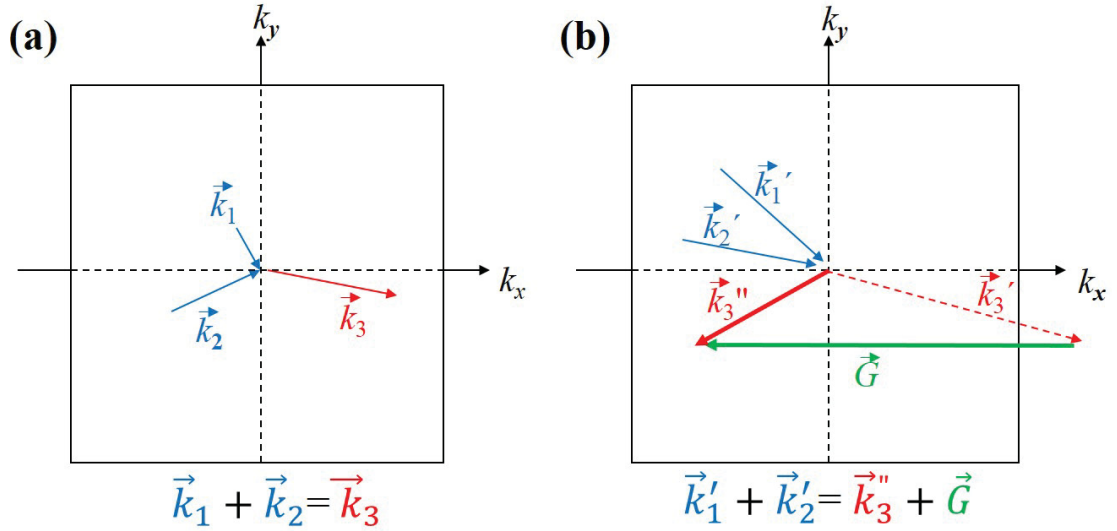 (a)
k_y
k⃗_1
k⃗_2
k⃗_3
k_x
k⃗_1 + k⃗_2 = k⃗_3
(b)
k_y
k⃗_1′
k⃗_2′
k⃗_3″
k⃗_3′
k_x
G⃗
k⃗′_1 + k⃗′_2 = k⃗″_3 + G⃗